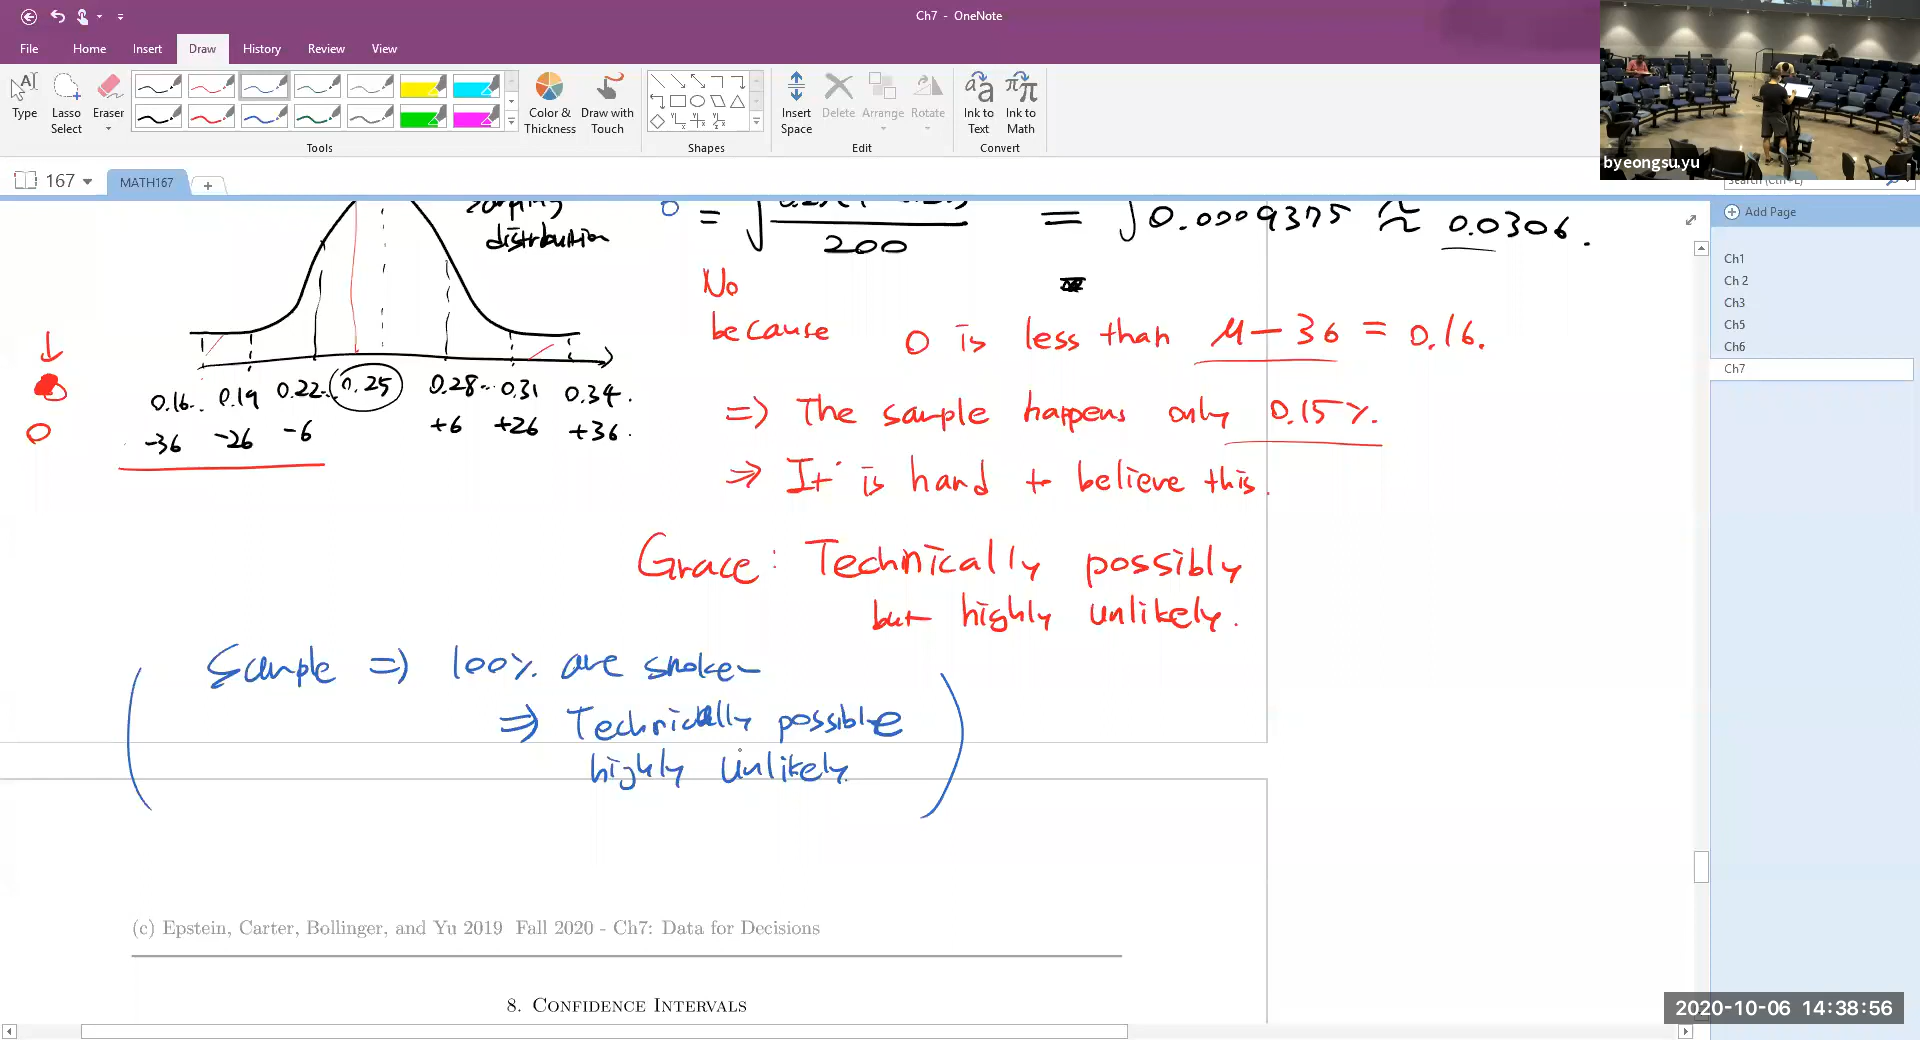 Ch7 - OneNote
File Home Insert Draw History Review View
Type Lasso Select Eraser Color & Thickness Draw with Touch Insert Space Delete Arrange Rotate Ink to Text Ink to Math
Tools Shapes Edit Convert
byeongsu.yu
167 MATH167 +
Search (Ctrl+E)
Add Page
Ch1
Ch 2
Ch3
Ch5
Ch6
Ch7
distribution
= √ 200 = √0.0009375 ≈ 0.0306.
No
because 0 is less than μ-3σ = 0.16.
0.16 0.19 0.22 0.25 0.28 0.31 0.34
0 -3σ -2σ -σ +σ +2σ +3σ
=> The sample happens only 0.15%.
=> It is hard to believe this.
Grace: Technically possibly
but highly unlikely.
Sample => 100% are smoker
=> Technically possible
highly unlikely.
(c) Epstein, Carter, Bollinger, and Yu 2019 Fall 2020 - Ch7: Data for Decisions
8. Confidence Intervals
2020-10-06 14:38:56